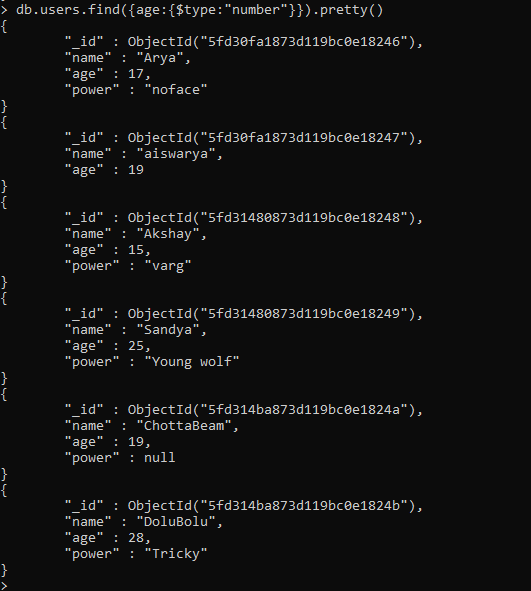 > db.users.find({age:{$type:"number"}}).pretty()
{
        "_id" : ObjectId("5fd30fa1873d119bc0e18246"),
        "name" : "Arya",
        "age" : 17,
        "power" : "noface"
}
{
        "_id" : ObjectId("5fd30fa1873d119bc0e18247"),
        "name" : "aiswarya",
        "age" : 19
}
{
        "_id" : ObjectId("5fd31480873d119bc0e18248"),
        "name" : "Akshay",
        "age" : 15,
        "power" : "varg"
}
{
        "_id" : ObjectId("5fd31480873d119bc0e18249"),
        "name" : "Sandya",
        "age" : 25,
        "power" : "Young wolf"
}
{
        "_id" : ObjectId("5fd314ba873d119bc0e1824a"),
        "name" : "ChottaBeam",
        "age" : 19,
        "power" : null
}
{
        "_id" : ObjectId("5fd314ba873d119bc0e1824b"),
        "name" : "DoluBolu",
        "age" : 28,
        "power" : "Tricky"
}
>